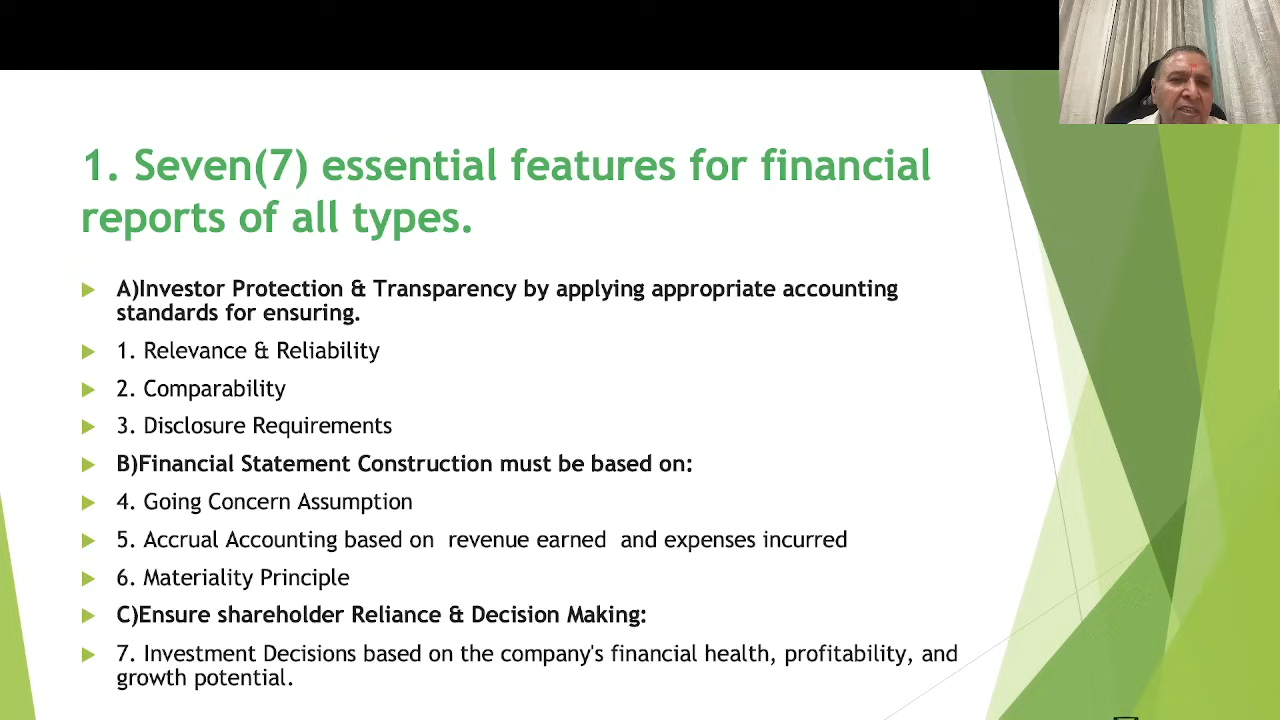 1. Seven(7) essential features for financial
reports of all types.
A)Investor Protection & Transparency by applying appropriate accounting
standards for ensuring.
1. Relevance & Reliability
2. Comparability
3. Disclosure Requirements
B)Financial Statement Construction must be based on:
4. Going Concern Assumption
5. Accrual Accounting based on  revenue earned  and expenses incurred
6. Materiality Principle
C)Ensure shareholder Reliance & Decision Making:
7. Investment Decisions based on the company's financial health, profitability, and
growth potential.